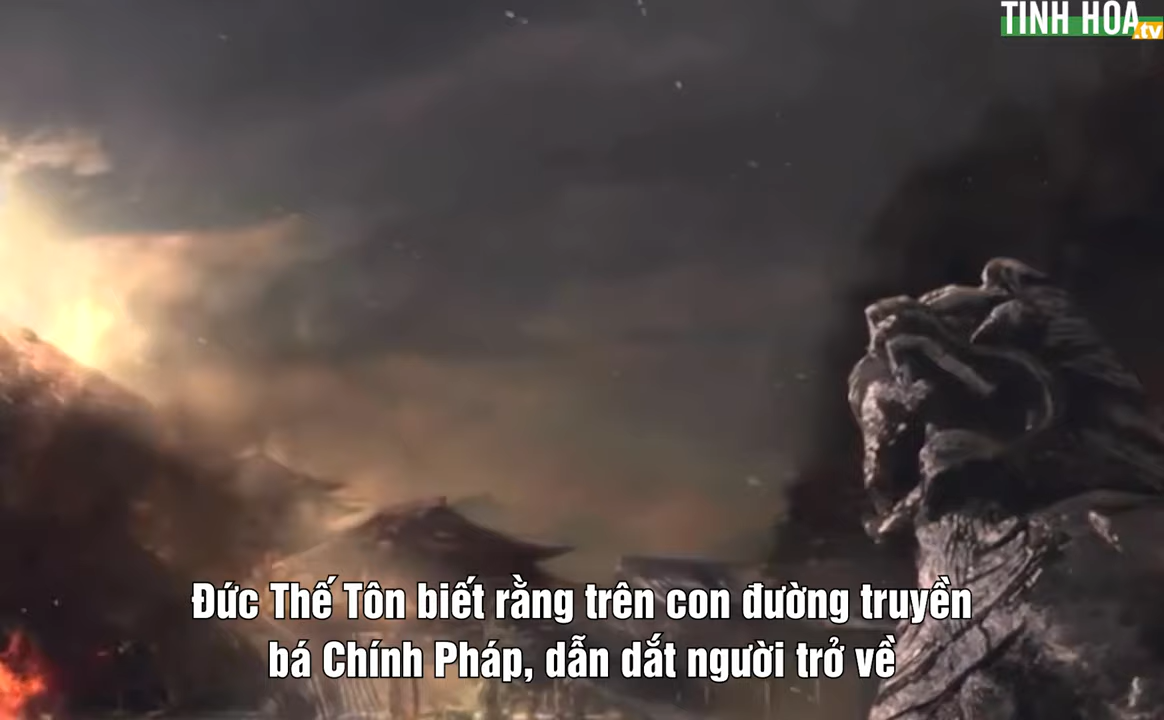 TINH HOA
.tv
Đức Thế Tôn biết rằng trên con đường truyền
bá Chính Pháp, dẫn dắt người trở về